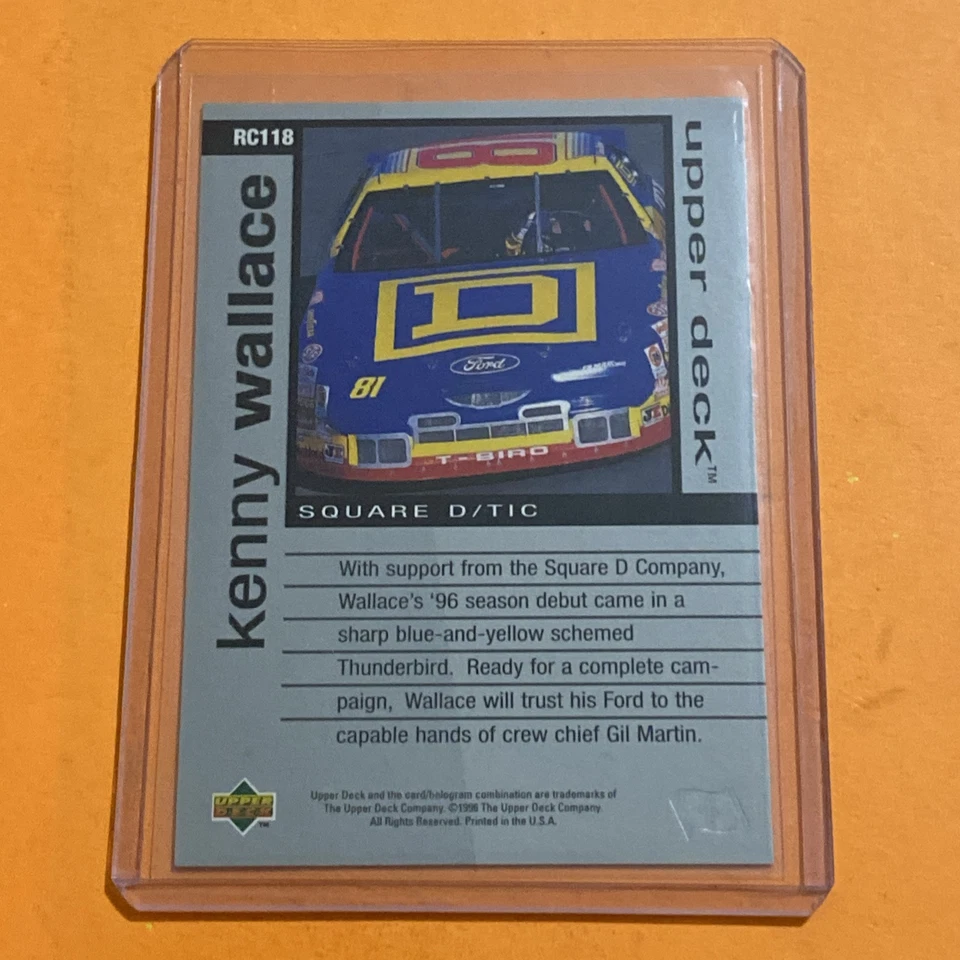 RC118
kenny wallace
upper deck™
8
D
Ford
81
T-BIRD
SQUARE D/TIC
With support from the Square D Company,
Wallace's '96 season debut came in a
sharp blue-and-yellow schemed
Thunderbird. Ready for a complete cam-
paign, Wallace will trust his Ford to the
capable hands of crew chief Gil Martin.
UPPER
DECK™
Upper Deck and the card/hologram combination are trademarks of
The Upper Deck Company. ©1996 The Upper Deck Company
All Rights Reserved. Printed in the U.S.A.